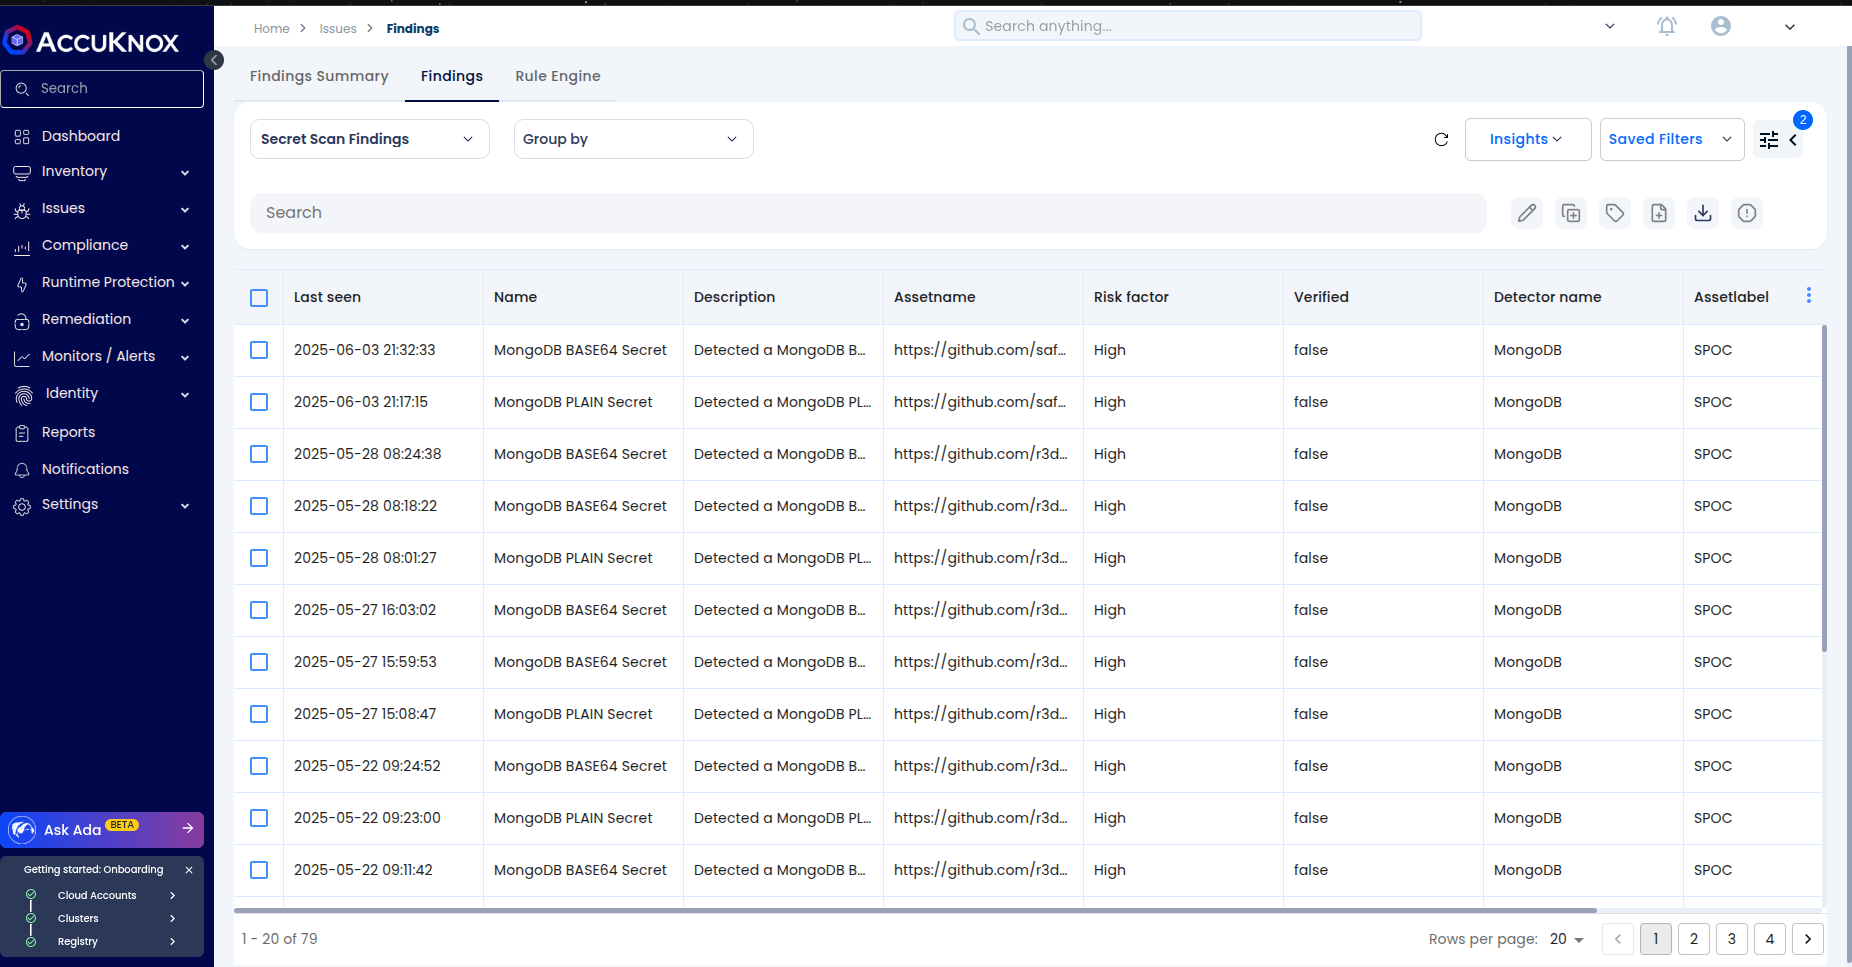 ACCUKNOX
Search
Dashboard
Inventory
Issues
Compliance
Runtime Protection
Remediation
Monitors / Alerts
Identity
Reports
Notifications
Settings
Ask Ada BETA
Getting started: Onboarding
Cloud Accounts
Clusters
Registry
Home Issues Findings
Search anything...
Findings Summary Findings Rule Engine
Secret Scan Findings Group by Insights Saved Filters 2
Search
Last seen Name Description Assetname Risk factor Verified Detector name Assetlabel
2025-06-03 21:32:33 MongoDB BASE64 Secret Detected a MongoDB B... https://github.com/saf... High false MongoDB SPOC
2025-06-03 21:17:15 MongoDB PLAIN Secret Detected a MongoDB PL... https://github.com/saf... High false MongoDB SPOC
2025-05-28 08:24:38 MongoDB BASE64 Secret Detected a MongoDB B... https://github.com/r3d... High false MongoDB SPOC
2025-05-28 08:18:22 MongoDB BASE64 Secret Detected a MongoDB B... https://github.com/r3d... High false MongoDB SPOC
2025-05-28 08:01:27 MongoDB PLAIN Secret Detected a MongoDB PL... https://github.com/r3d... High false MongoDB SPOC
2025-05-27 16:03:02 MongoDB BASE64 Secret Detected a MongoDB B... https://github.com/r3d... High false MongoDB SPOC
2025-05-27 15:59:53 MongoDB BASE64 Secret Detected a MongoDB B... https://github.com/r3d... High false MongoDB SPOC
2025-05-27 15:08:47 MongoDB PLAIN Secret Detected a MongoDB PL... https://github.com/r3d... High false MongoDB SPOC
2025-05-22 09:24:52 MongoDB BASE64 Secret Detected a MongoDB B... https://github.com/r3d... High false MongoDB SPOC
2025-05-22 09:23:00 MongoDB PLAIN Secret Detected a MongoDB PL... https://github.com/r3d... High false MongoDB SPOC
2025-05-22 09:11:42 MongoDB BASE64 Secret Detected a MongoDB B... https://github.com/r3d... High false MongoDB SPOC
1 - 20 of 79 Rows per page: 20 1 2 3 4